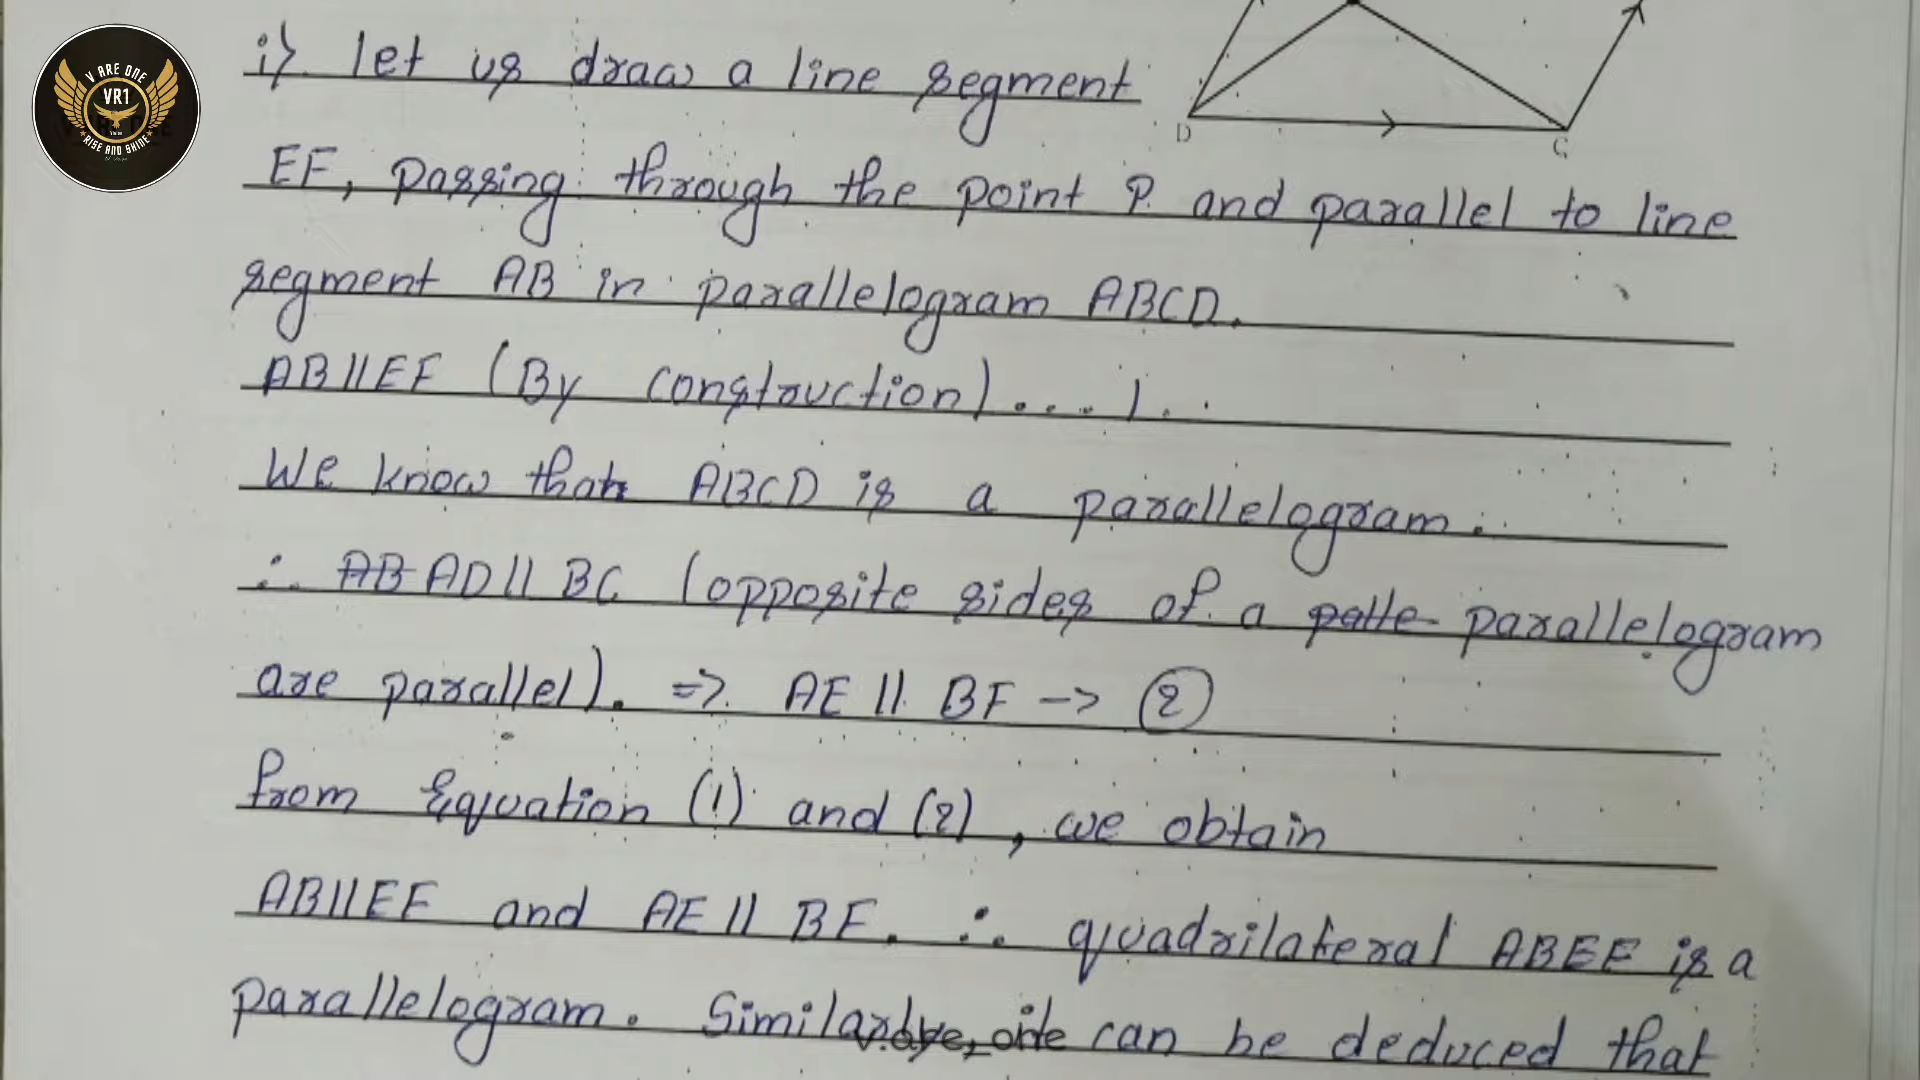 V ARE ONE
VR1
RISE AND SHINE
D
C
i) let us draw a line segment
EF, passing through the point P and parallel to line
segment AB in parallelogram ABCD.
AB||EF (By construction)....1.
We know that ABCD is a parallelogram.
∴ AB AD|| BC (opposite sides of a palle parallelogram
are parallel). => AE || BF -> 2
from Equation (1) and (2), we obtain
AB||EF and AE || BF. ∴ quadrilateral ABEF is a
parallelogram. Similarly, it can be deduced that
v.are_one